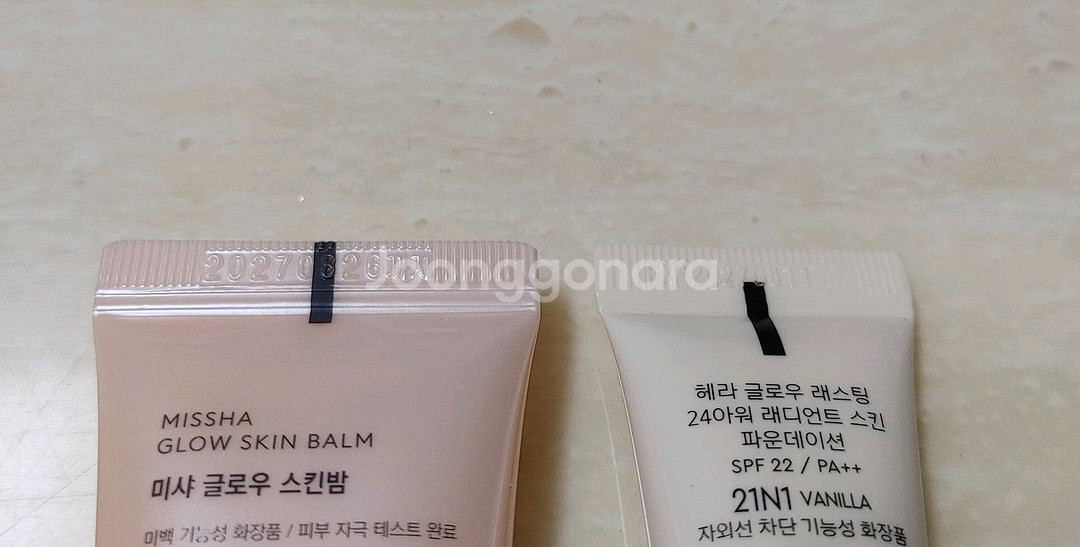 20270826
Joonggonara
MISSHA
GLOW SKIN BALM
미샤 글로우 스킨밤
미백 기능성 화장품 / 피부 자극 테스트 완료
헤라 글로우 래스팅
24아워 래디언트 스킨
파운데이션
SPF 22 / PA++
21N1 VANILLA
자외선 차단 기능성 화장품